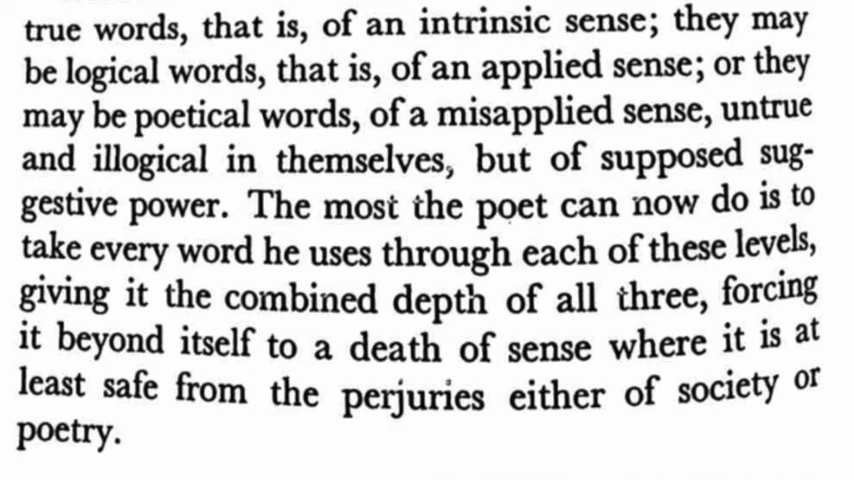 true words, that is, of an intrinsic sense; they may
be logical words, that is, of an applied sense; or they
may be poetical words, of a misapplied sense, untrue
and illogical in themselves, but of supposed sug-
gestive power. The most the poet can now do is to
take every word he uses through each of these levels,
giving it the combined depth of all three, forcing
it beyond itself to a death of sense where it is at
least safe from the perjuries either of society or
poetry.